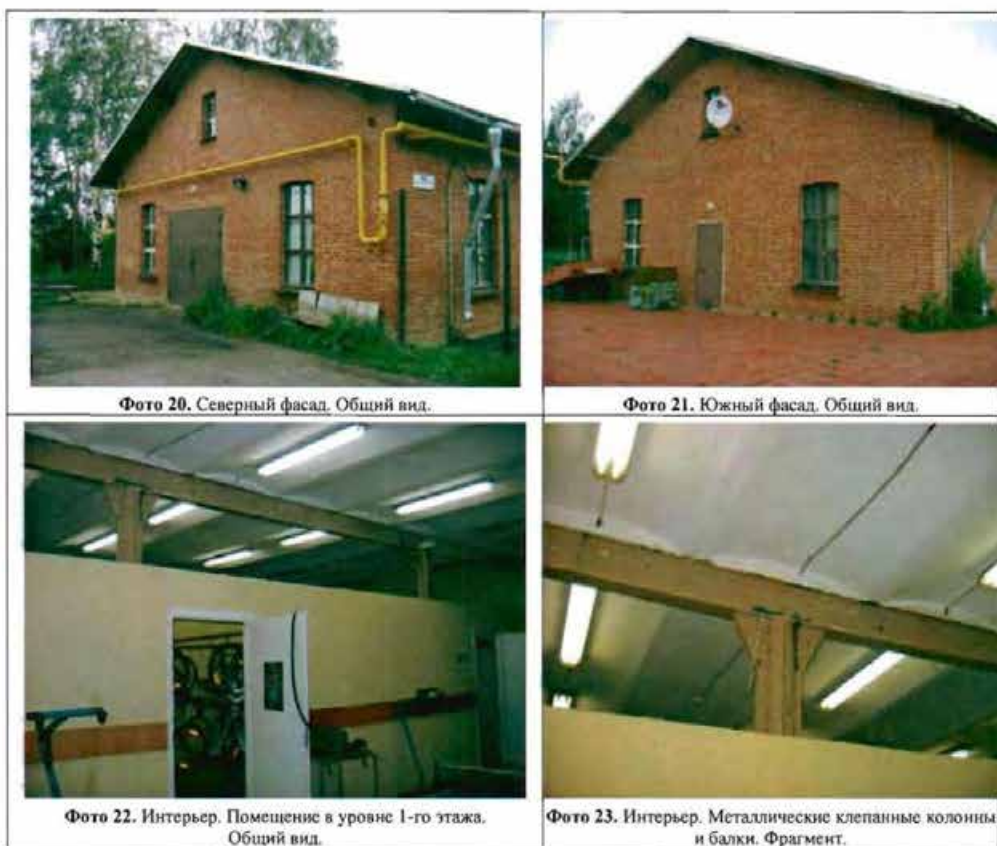 Фото 20. Северный фасад. Общий вид.
Фото 21. Южный фасад. Общий вид.
Фото 22. Интерьер. Помещение в уровне 1-го этажа.
Общий вид.
Фото 23. Интерьер. Металлические клепанные колонны
и балки. Фрагмент.